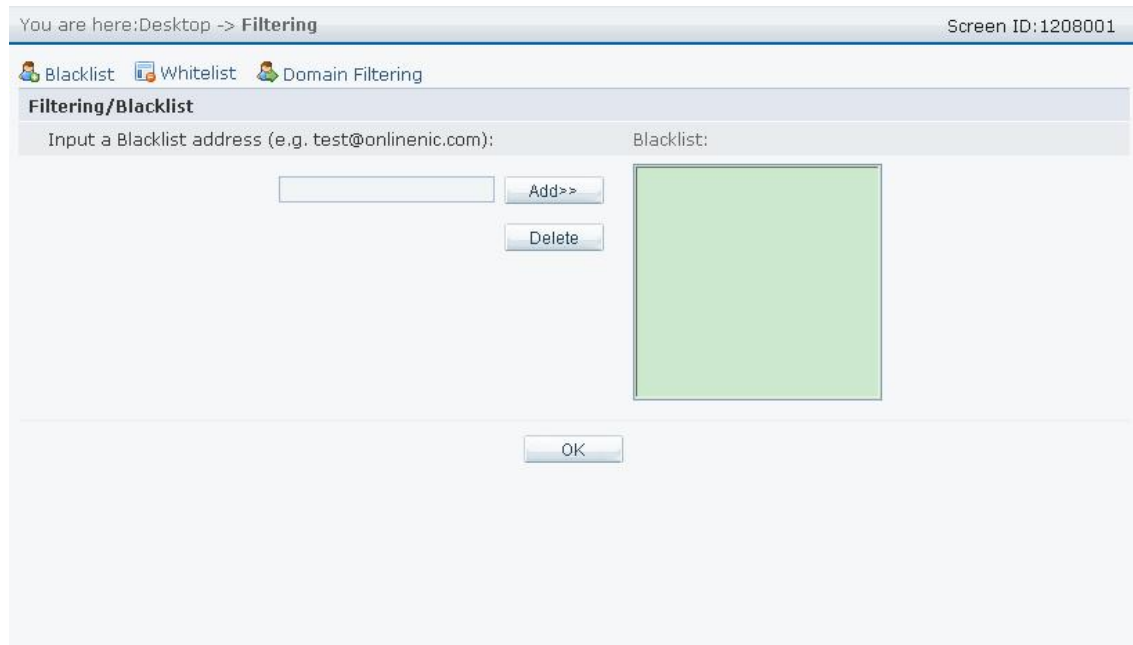 You are here:Desktop -> Filtering Screen ID:1208001
Blacklist Whitelist Domain Filtering
Filtering/Blacklist
Input a Blacklist address (e.g. test@onlinenic.com): Blacklist:
Add>>
Delete
OK